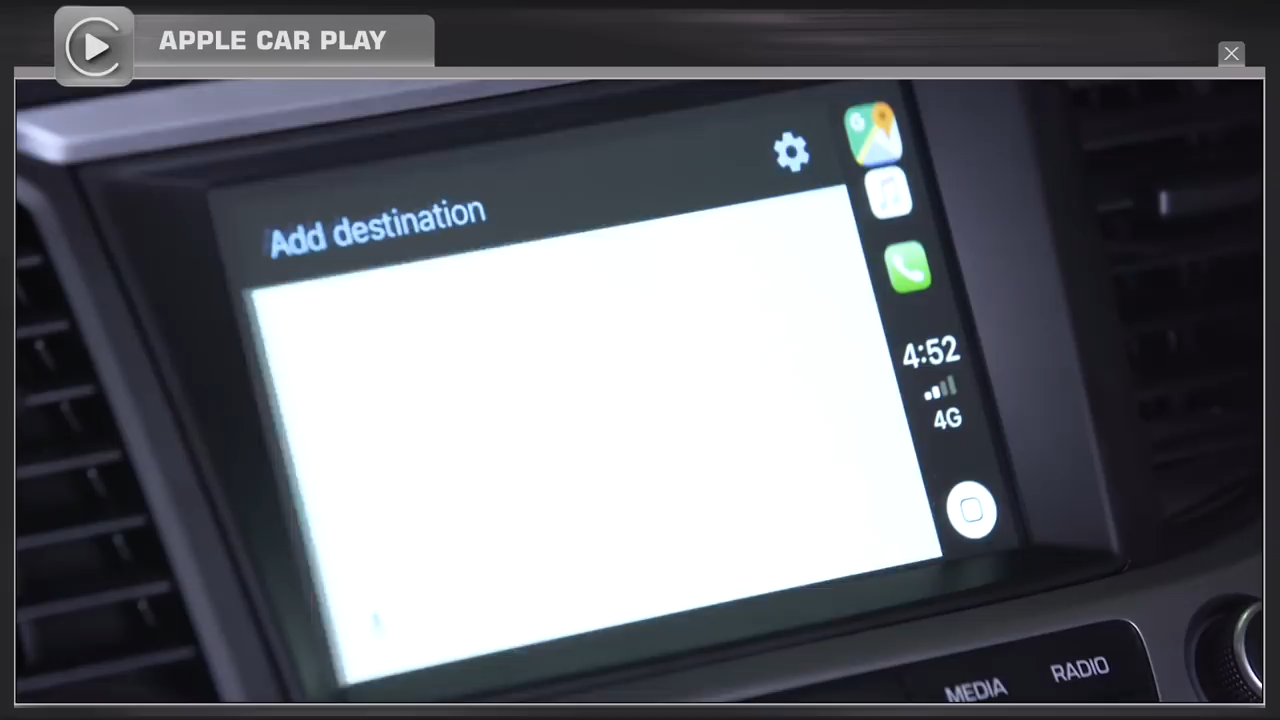 APPLE CAR PLAY
Add destination
G
4:52
4G
MEDIA
RADIO